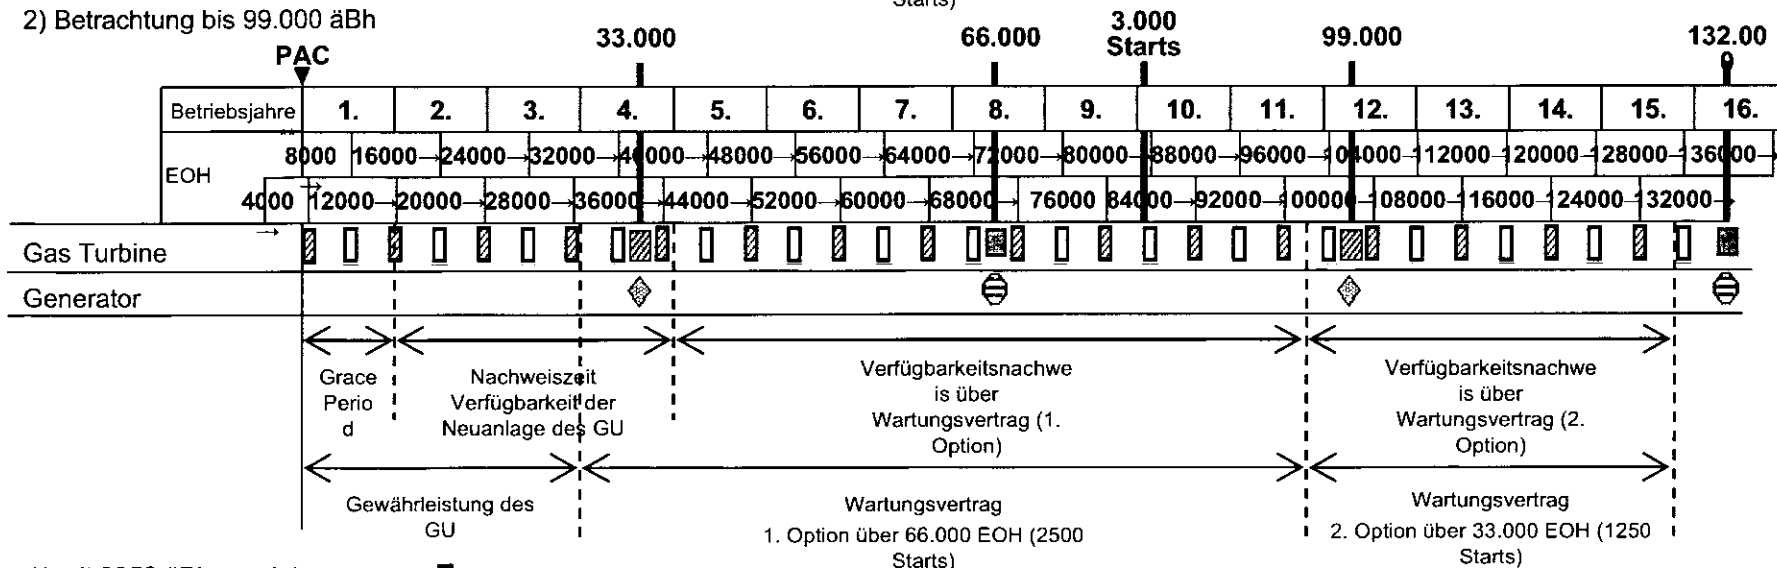 Starts)
2) Betrachtung bis 99.000 äBh
PAC
33.000
66.000
3.000
Starts
99.000
132.00
0
Betriebsjahre 1. 2. 3. 4. 5. 6. 7. 8. 9. 10. 11. 12. 13. 14. 15. 16.
EOH
8000 16000 24000 32000 40000 48000 56000 64000 72000 80000 88000 96000 104000 112000 120000 128000 136000
4000 12000 20000 28000 36000 44000 52000 60000 68000 76000 84000 92000 00000 108000 116000 124000 132000
Gas Turbine
Generator
Grace
Perio
d
Nachweiszeit
Verfügbarkeit der
Neuanlage des GU
Verfügbarkeitsnachwe
is über
Wartungsvertrag (1.
Option)
Verfügbarkeitsnachwe
is über
Wartungsvertrag (2.
Option)
Gewährleistung des
GU
Wartungsvertrag
1. Option über 66.000 EOH (2500
Starts)
Wartungsvertrag
2. Option über 33.000 EOH (1250
Starts)